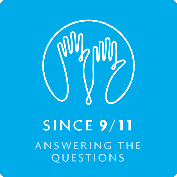 SINCE 9/11
ANSWERING THE
QUESTIONS